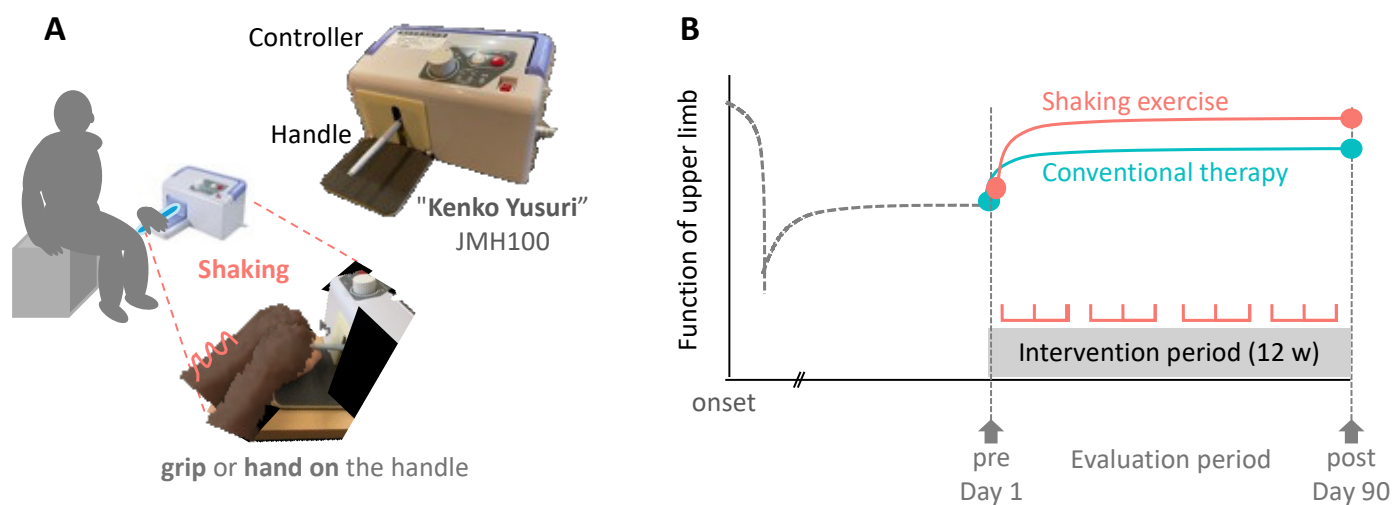 A
Controller
Handle
"Kenko Yusuri”
JMH100
Shaking
grip or hand on the handle
B
Function of upper limb
Shaking exercise
Conventional therapy
Intervention period (12 w)
onset
pre
Day 1
Evaluation period
post
Day 90